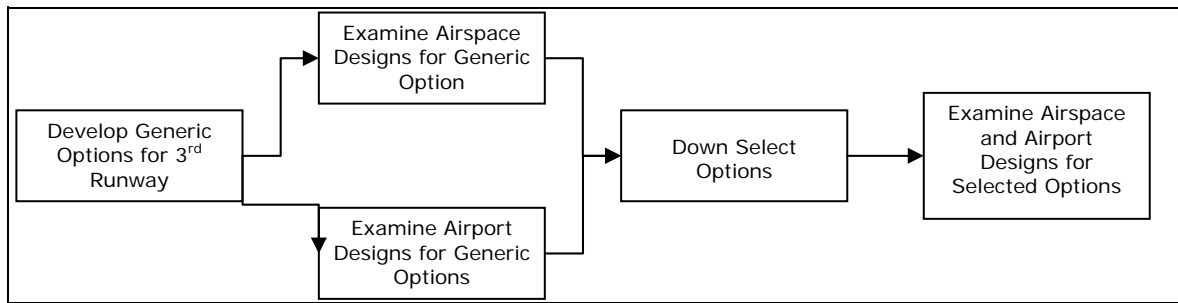 Develop Generic
Options for 3rd
Runway
Examine Airspace
Designs for Generic
Option
Examine Airport
Designs for Generic
Options
Down Select
Options
Examine Airspace
and Airport
Designs for
Selected Options